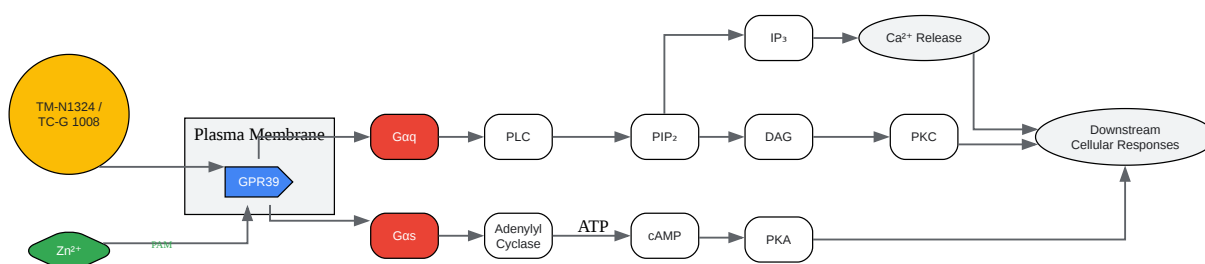 TM-N1324 /
TC-G 1008
Plasma Membrane
GPR39
Zn²⁺
PAM
Gαq
PLC
PIP₂
IP₃
Ca²⁺ Release
DAG
PKC
Downstream
Cellular Responses
Gαs
Adenylyl
Cyclase
ATP
cAMP
PKA